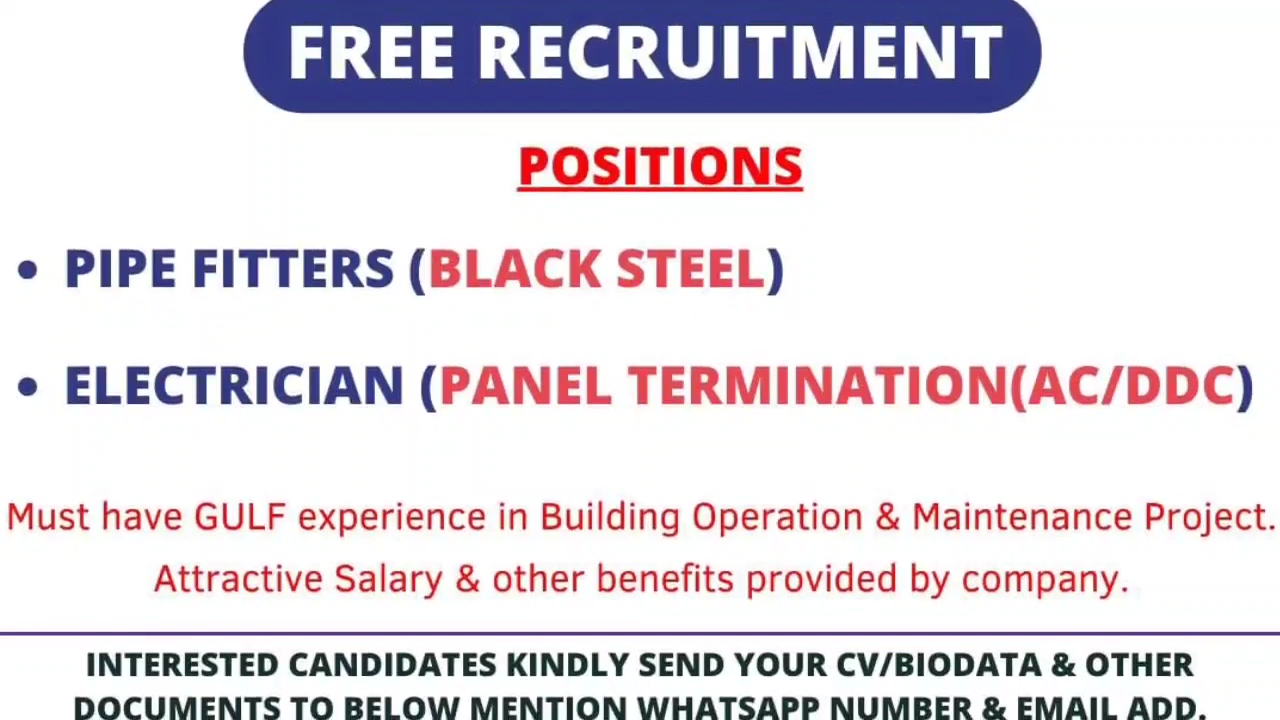 FREE RECRUITMENT
POSITIONS
• PIPE FITTERS (BLACK STEEL)
• ELECTRICIAN (PANEL TERMINATION(AC/DDC)
Must have GULF experience in Building Operation & Maintenance Project.
Attractive Salary & other benefits provided by company.
INTERESTED CANDIDATES KINDLY SEND YOUR CV/BIODATA & OTHER
DOCUMENTS TO BELOW MENTION WHATSAPP NUMBER & EMAIL ADD.